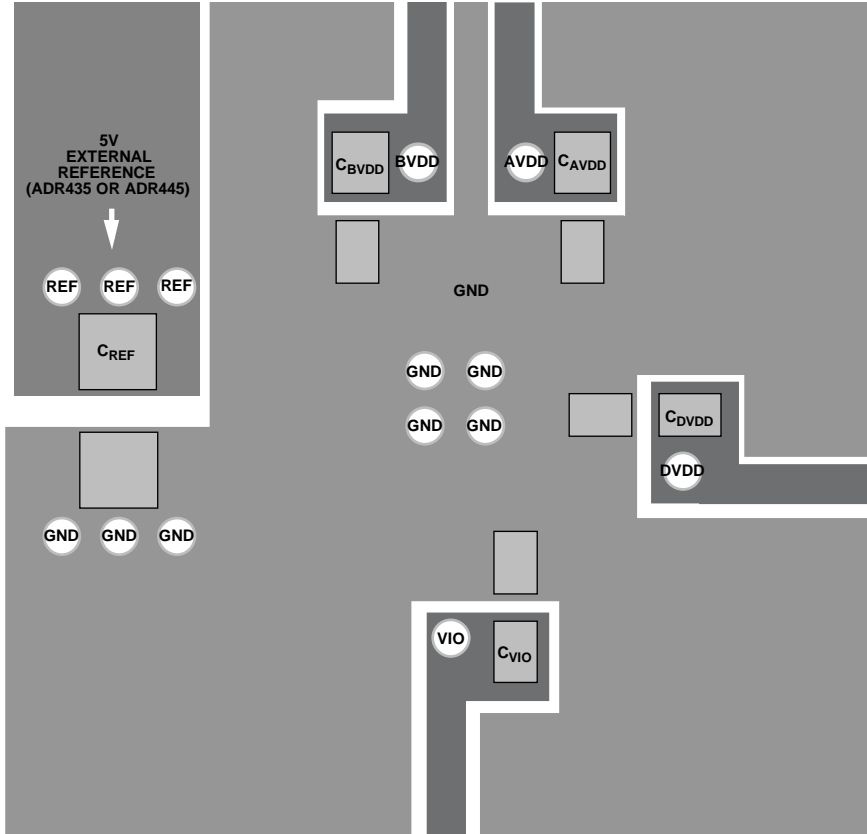 5V
EXTERNAL
REFERENCE
(ADR435 OR ADR445)
CBVDD
BVDD
AVDD
CAVDD
REF
REF
REF
GND
CREF
GND
GND
GND
GND
CDVDD
DVDD
GND
GND
GND
VIO
CVIO